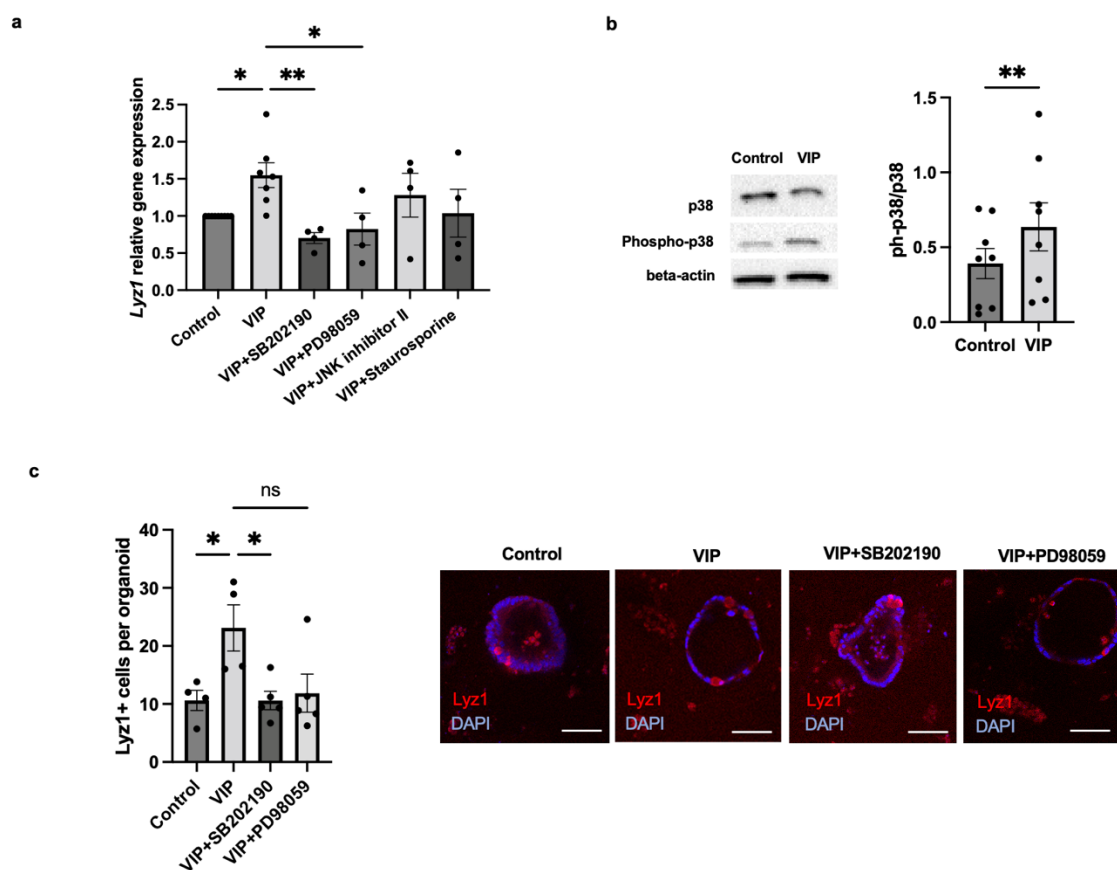 a
*
* **
Lyz1 relative gene expression
2.5
2.0
1.5
1.0
0.5
0.0
Control
VIP
VIP+SB202190
VIP+PD98059
VIP+JNK inhibitor II
VIP+Staurosporine
b
Control VIP
p38
Phospho-p38
beta-actin
**
ph-p38/p38
1.5
1.0
0.5
0.0
Control VIP
c
ns
* *
Lyz1+ cells per organoid
40
30
20
10
0
Control
VIP
VIP+SB202190
VIP+PD98059
Control VIP VIP+SB202190 VIP+PD98059
Lyz1 Lyz1 Lyz1 Lyz1
DAPI DAPI DAPI DAPI